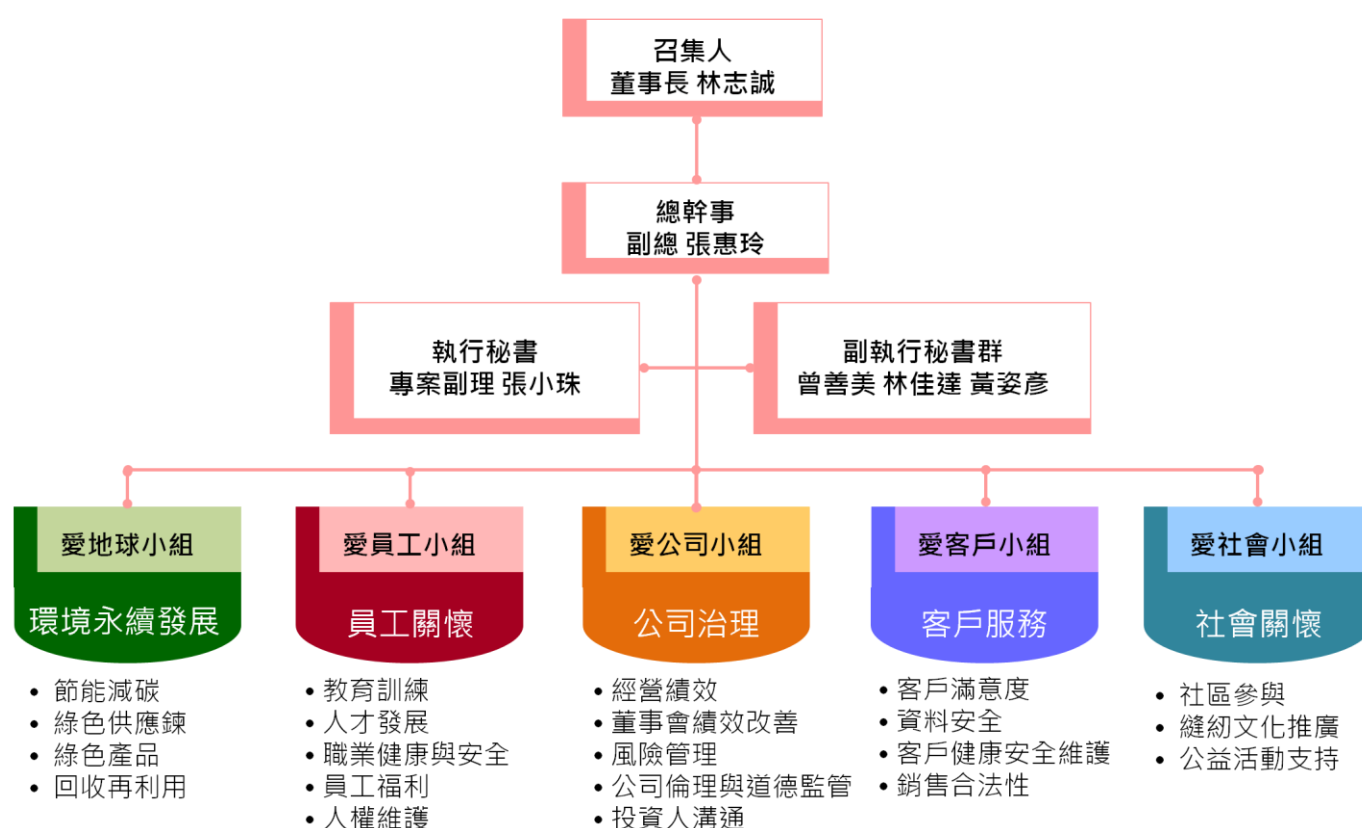 召集人
董事長 林志誠
總幹事
副總 張惠玲
執行秘書
專案副理 張小珠
副執行秘書群
曾善美 林佳達 黃姿彥
愛地球小組
環境永續發展
• 節能減碳
• 綠色供應鍊
• 綠色產品
• 回收再利用
愛員工小組
員工關懷
• 教育訓練
• 人才發展
• 職業健康與安全
• 員工福利
• 人權維護
愛公司小組
公司治理
• 經營績效
• 董事會績效改善
• 風險管理
• 公司倫理與道德監管
• 投資人溝通
愛客戶小組
客戶服務
• 客戶滿意度
• 資料安全
• 客戶健康安全維護
• 銷售合法性
愛社會小組
社會關懷
• 社區參與
• 縫紉文化推廣
• 公益活動支持